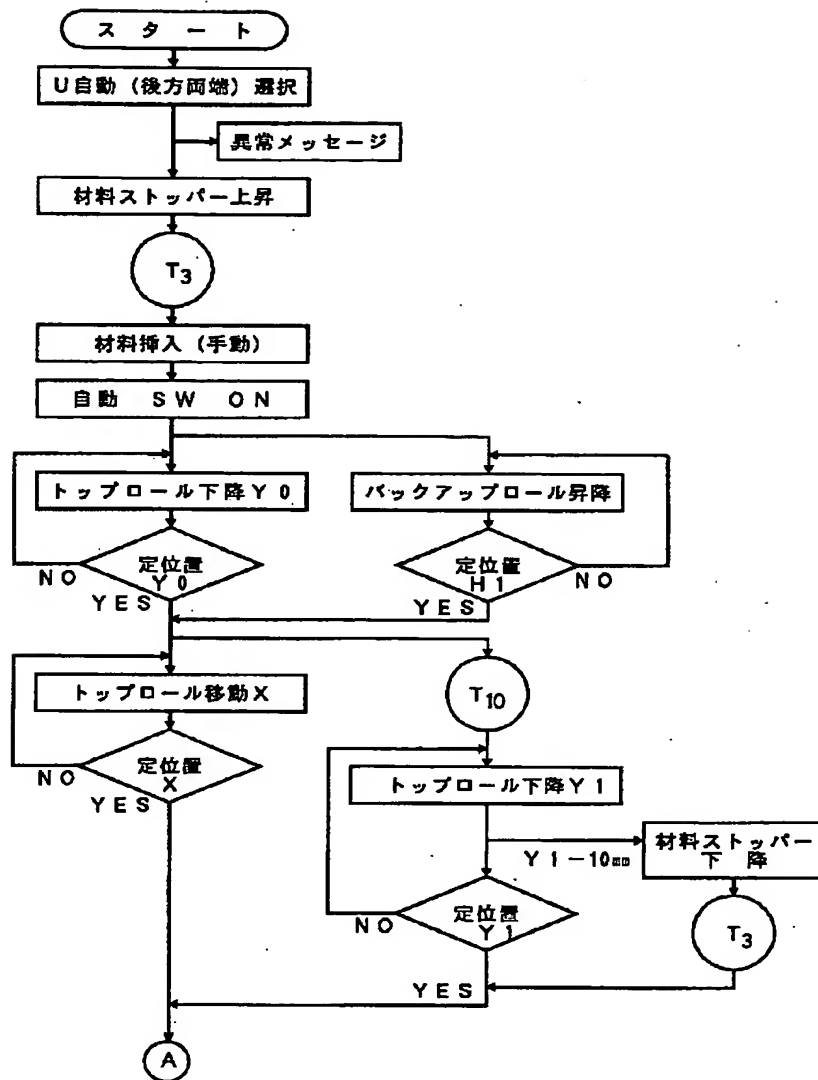 スタート
U自動(後方両端)選択
異常メッセージ
材料ストッパー上昇
T3
材料挿入(手動)
自動 SW ON
トップロール下降Y0
バックアップロール昇降
定位置
Y0
NO
YES
定位置
H1
NO
YES
トップロール移動X
T10
定位置
X
NO
YES
トップロール下降Y1
材料ストッパー
下降
Y1-10mm
定位置
Y1
NO
YES
T3
A